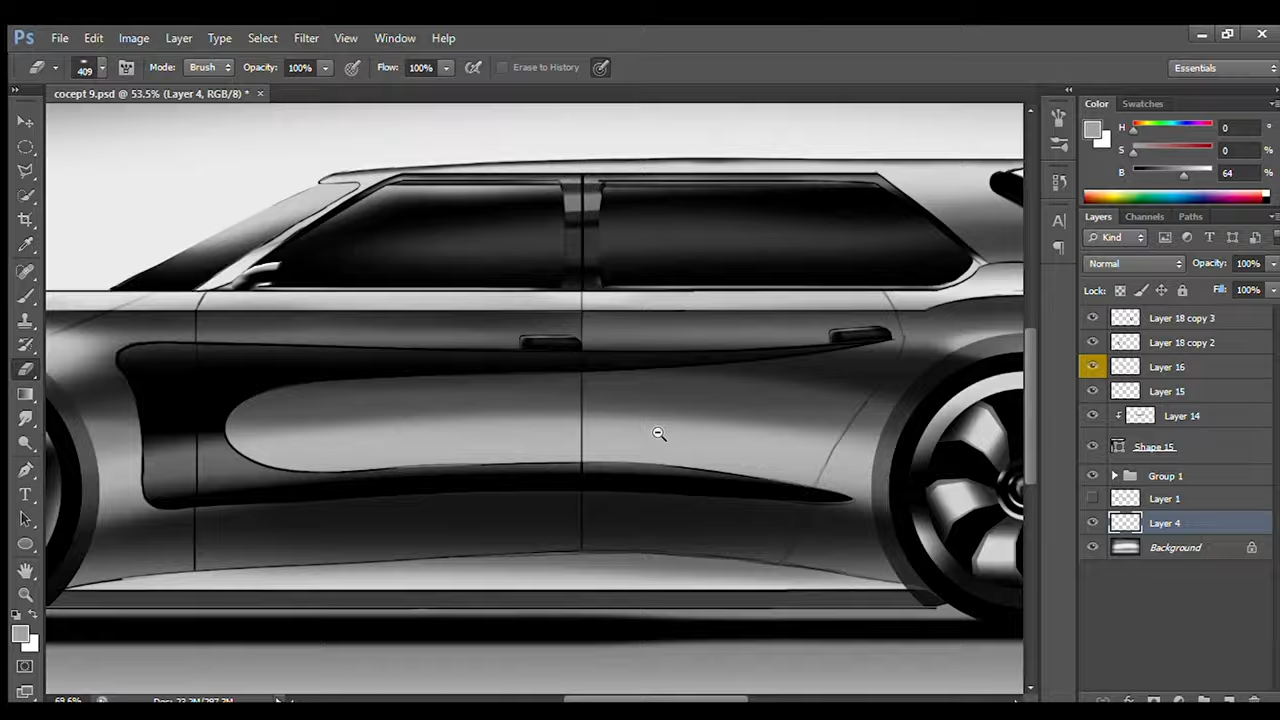 Ps File Edit Image Layer Type Select Filter View Window Help
409 Mode: Brush Opacity: 100% Flow: 100% Erase to History Essentials
cocept 9.psd @ 53.5% (Layer 4, RGB/8) * ×
Color Swatches
H 0 °
S 0 %
B 64 %
Layers Channels Paths
Kind
Normal Opacity: 100%
Lock: Fill: 100%
Layer 18 copy 3
Layer 18 copy 2
Layer 16
Layer 15
Layer 14
Shape 15
Group 1
Layer 1
Layer 4
Background
69.6%